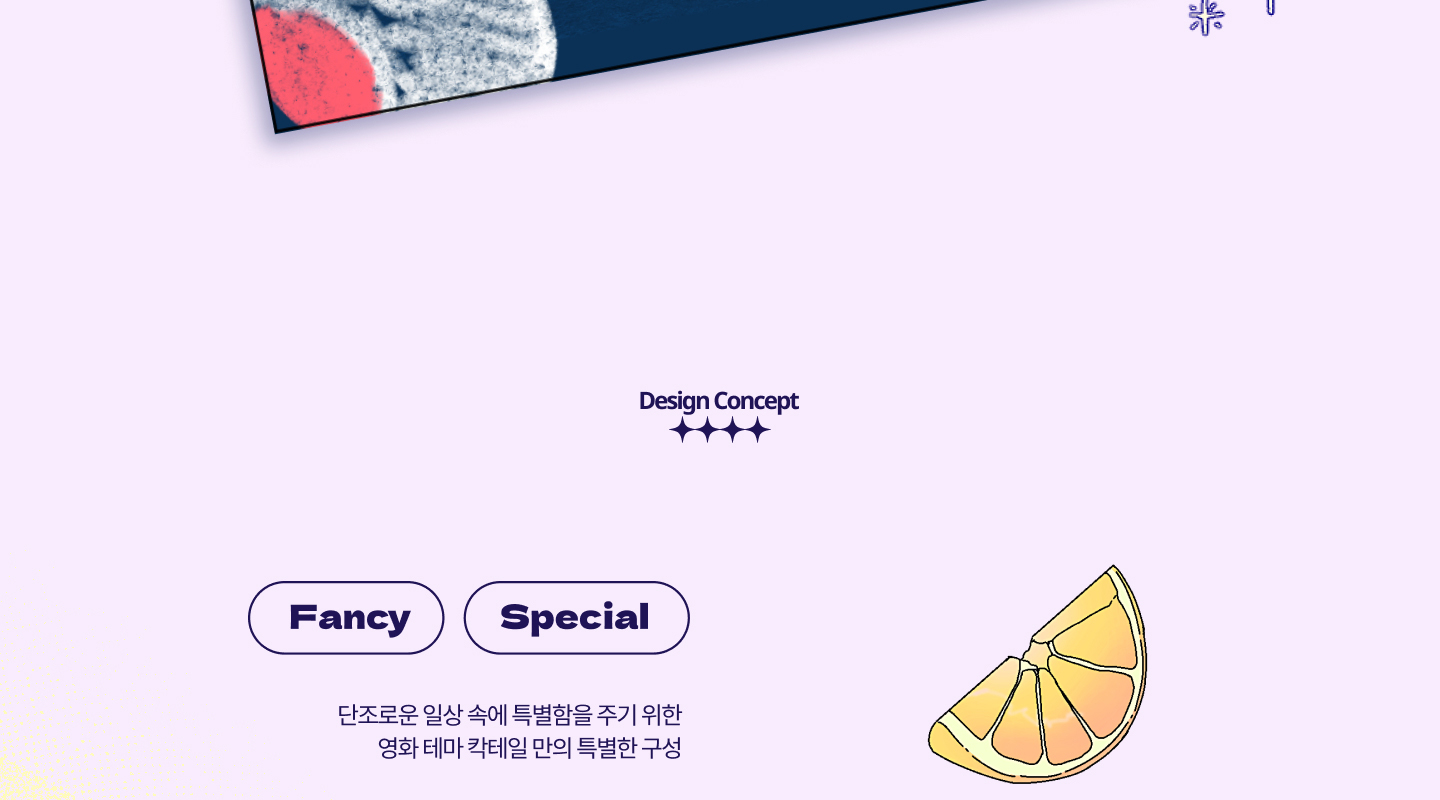 Design Concept
Fancy
Special
단조로운 일상 속에 특별함을 주기 위한
영화 테마 칵테일 만의 특별한 구성